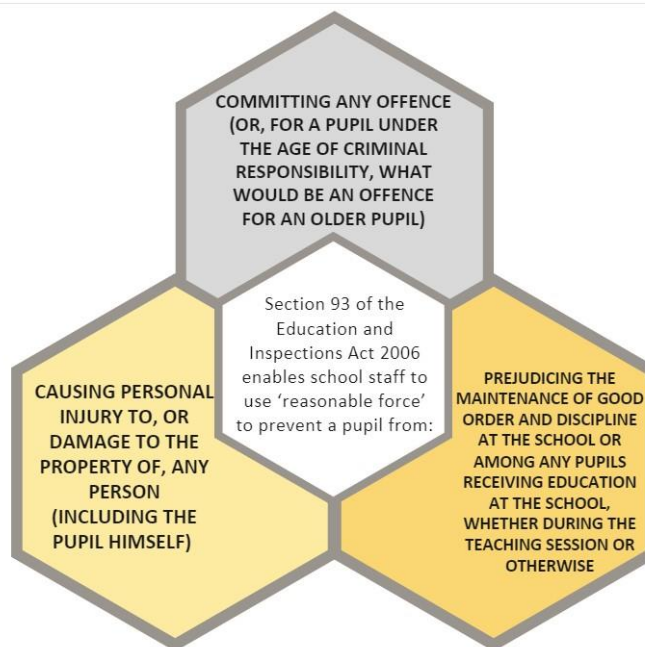 COMMITTING ANY OFFENCE
(OR, FOR A PUPIL UNDER
THE AGE OF CRIMINAL
RESPONSIBILITY, WHAT
WOULD BE AN OFFENCE
FOR AN OLDER PUPIL)
Section 93 of the
Education and
Inspections Act 2006
enables school staff to
use ‘reasonable force’
to prevent a pupil from:
CAUSING PERSONAL
INJURY TO, OR
DAMAGE TO THE
PROPERTY OF, ANY
PERSON
(INCLUDING THE
PUPIL HIMSELF)
PREJUDICING THE
MAINTENANCE OF GOOD
ORDER AND DISCIPLINE
AT THE SCHOOL OR
AMONG ANY PUPILS
RECEIVING EDUCATION
AT THE SCHOOL,
WHETHER DURING THE
TEACHING SESSION OR
OTHERWISE